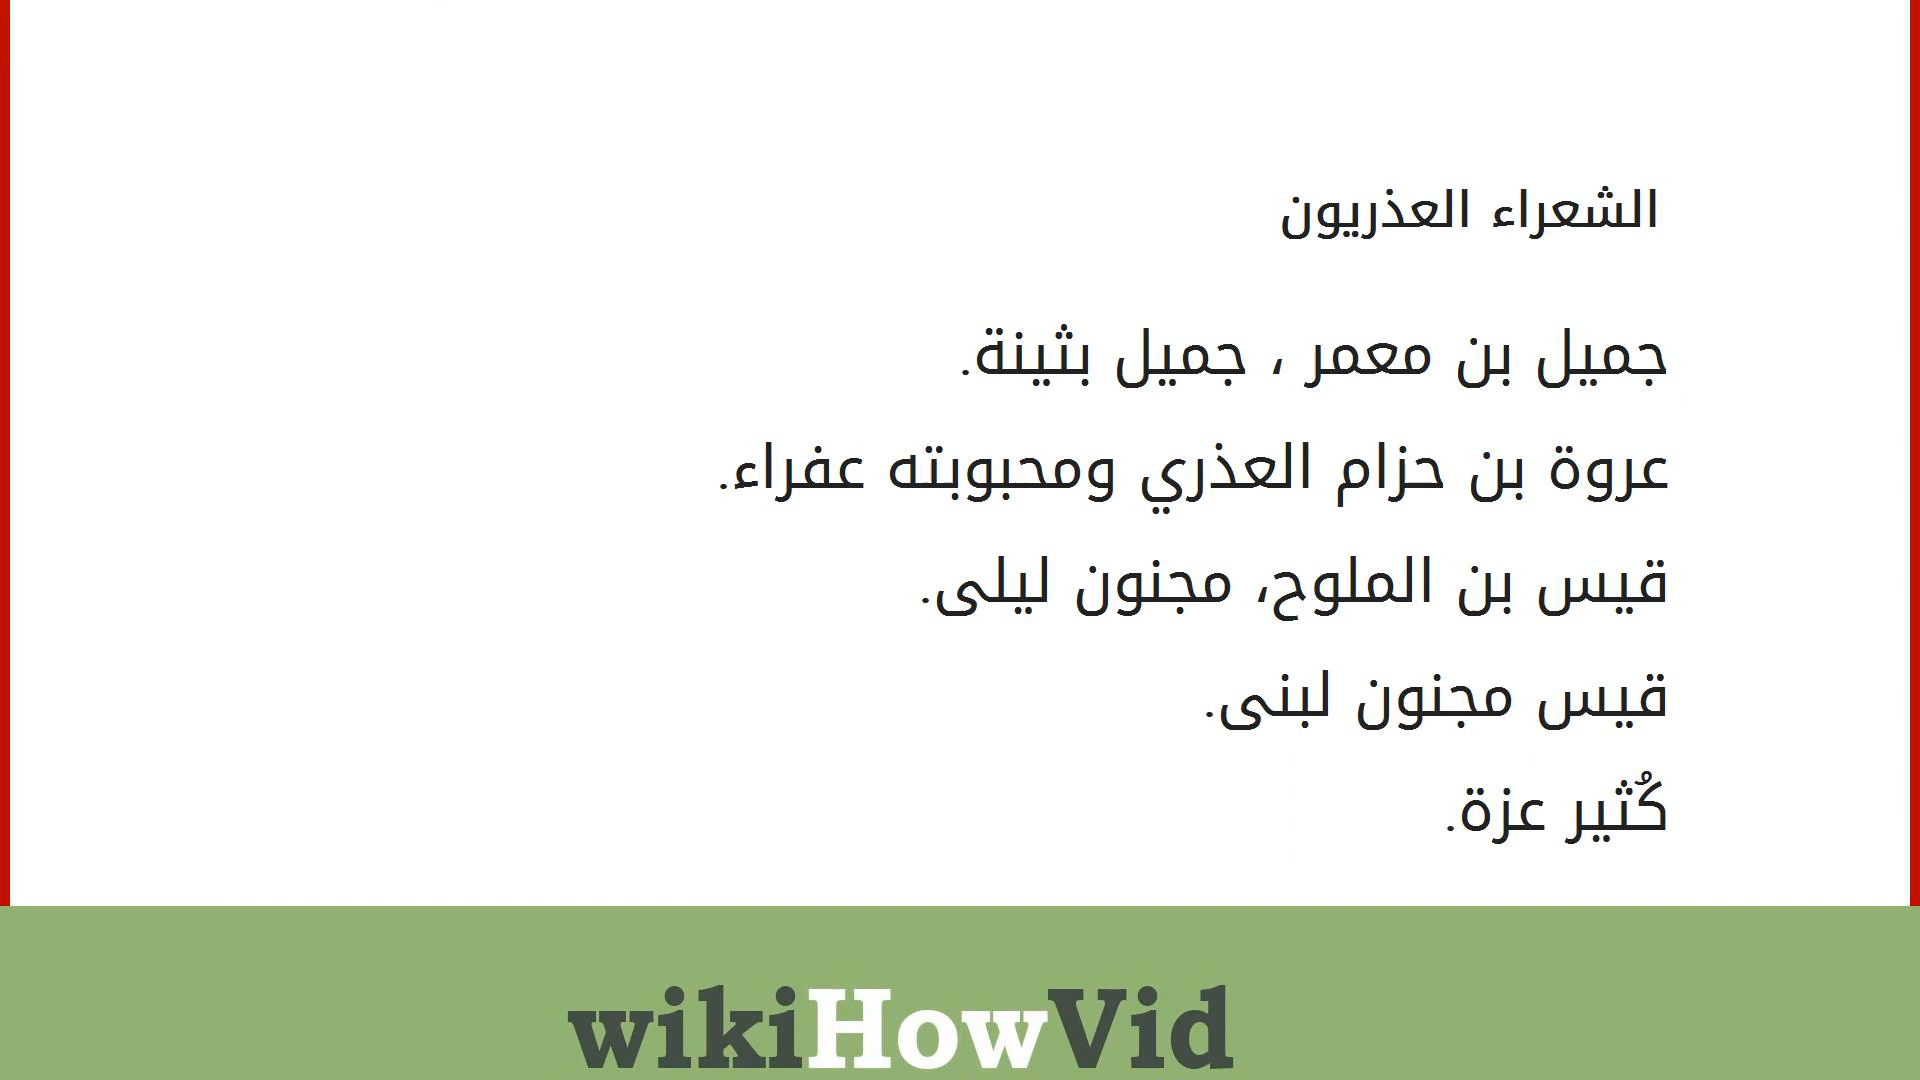 الشعراء العذريون
جميل بن معمر ، جميل بثينة.
عروة بن حزام العذري ومحبوبته عفراء.
قيس بن الملوح، مجنون ليلى.
قيس مجنون لبنى.
كُثير عزة.
wikiHowVid